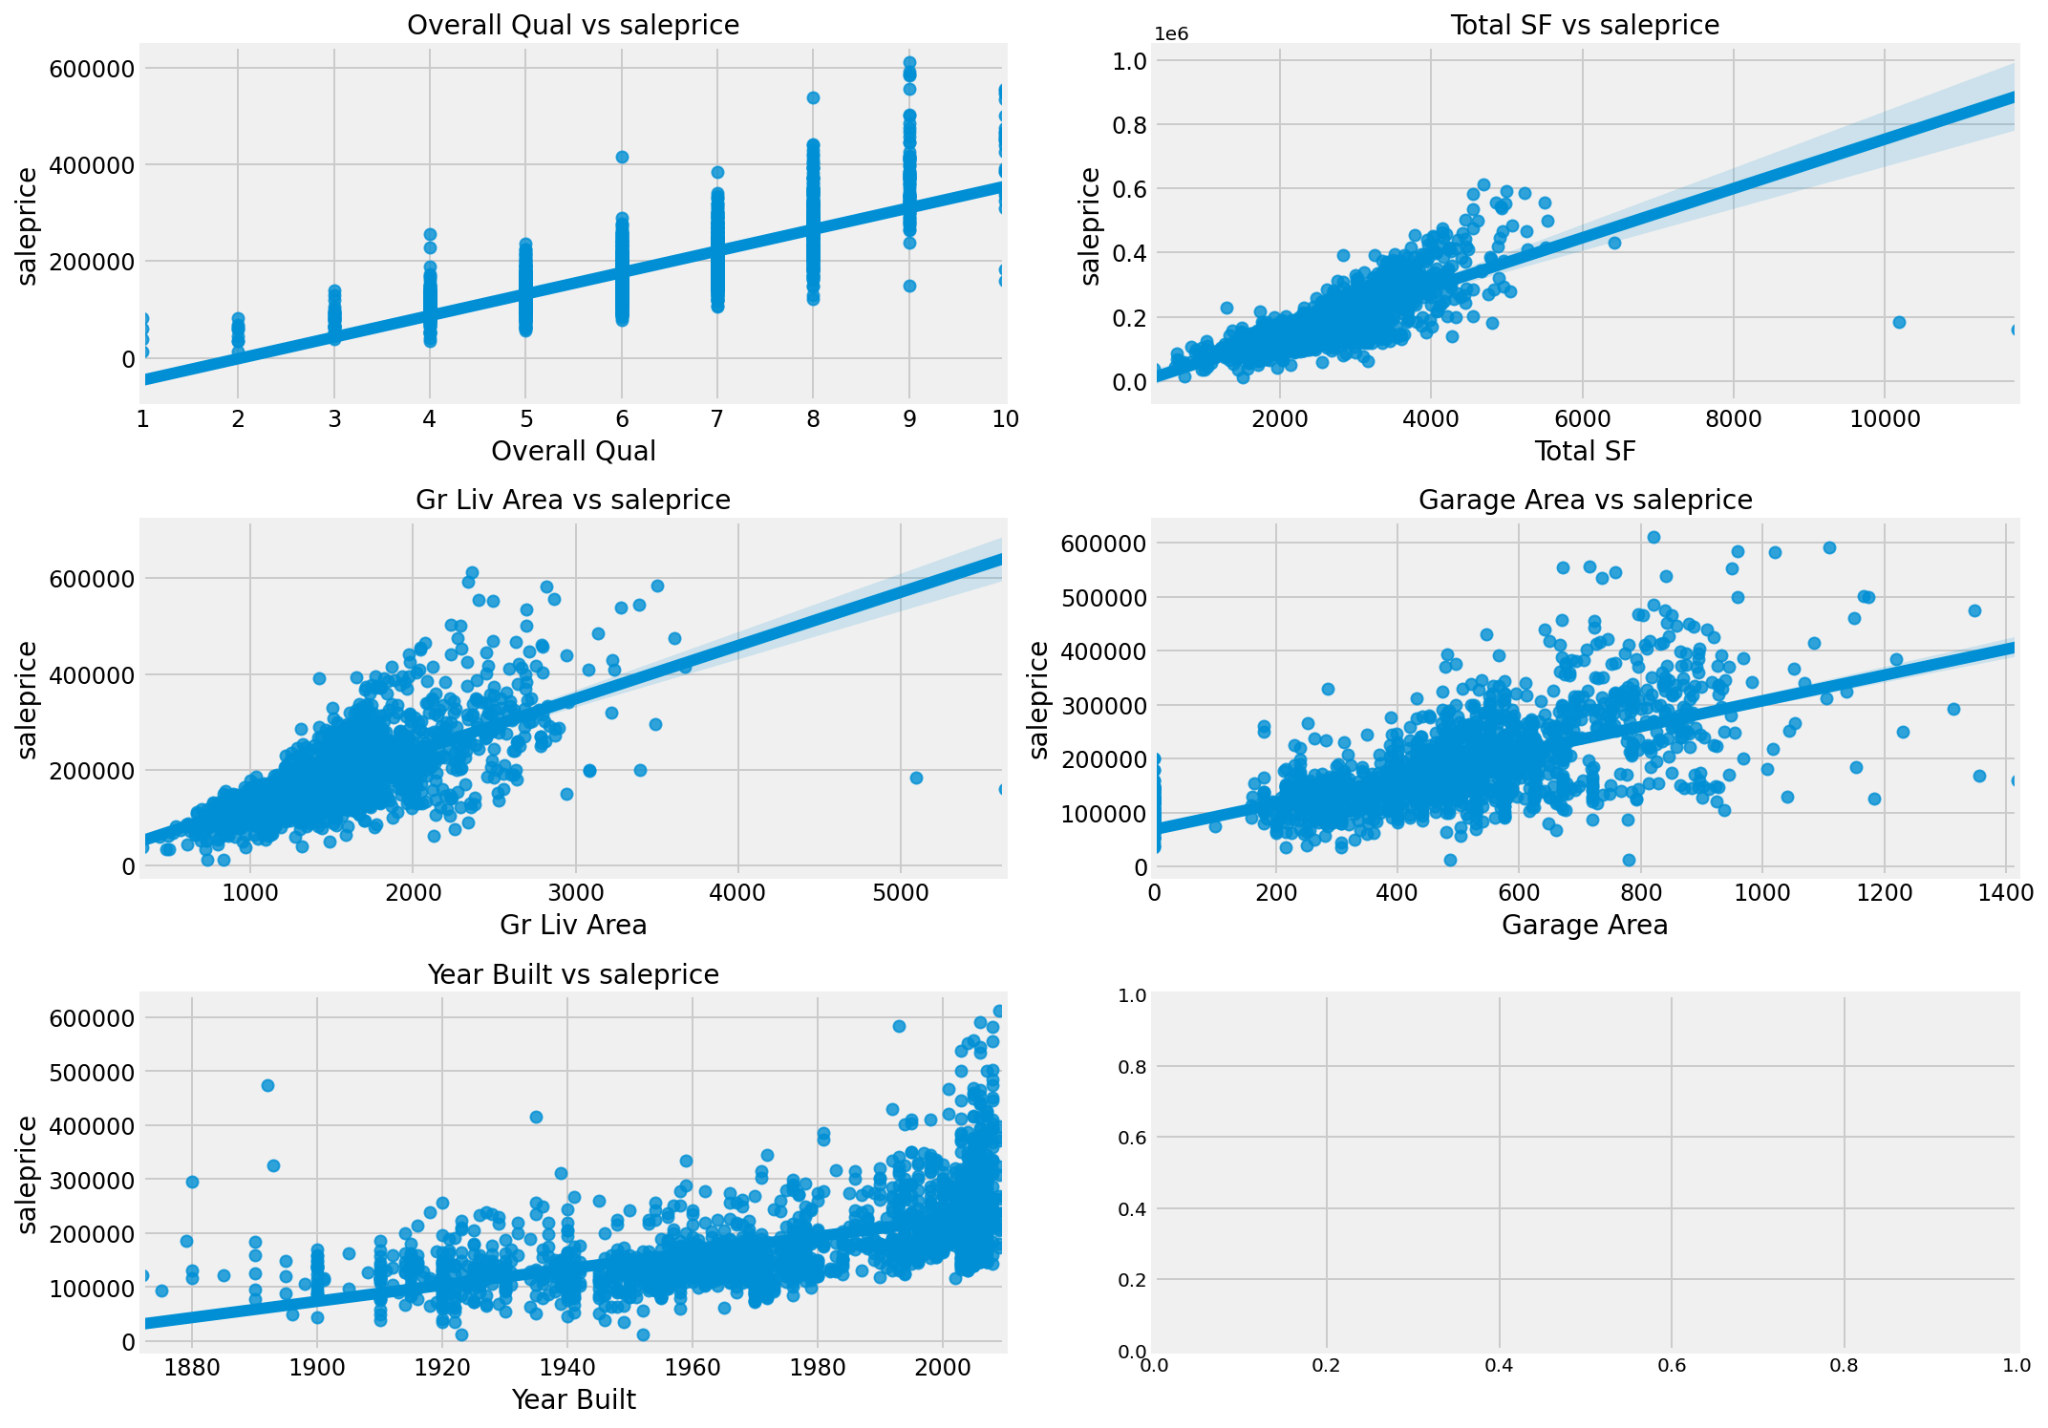 Overall Qual vs saleprice
600000
400000
200000
0
saleprice
1 2 3 4 5 6 7 8 9 10
Overall Qual
Total SF vs saleprice
1e6
1.0
0.8
0.6
0.4
0.2
0.0
saleprice
2000 4000 6000 8000 10000
Total SF
Gr Liv Area vs saleprice
600000
400000
200000
0
saleprice
1000 2000 3000 4000 5000
Gr Liv Area
Garage Area vs saleprice
600000
500000
400000
300000
200000
100000
0
saleprice
0 200 400 600 800 1000 1200 1400
Garage Area
Year Built vs saleprice
600000
500000
400000
300000
200000
100000
0
saleprice
1880 1900 1920 1940 1960 1980 2000
Year Built
1.0
0.8
0.6
0.4
0.2
0.0
0.0 0.2 0.4 0.6 0.8 1.0